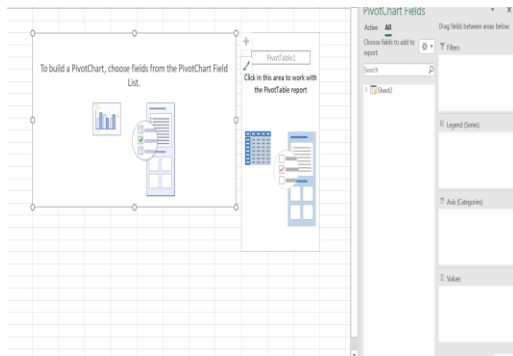 To build a PivotChart, choose fields from the PivotChart Field
List.
PivotTable1
Click in this area to work with
the PivotTable report
PivotChart Fields
Active All
Choose fields to add to
report:
Search
Sheet2
Drag fields between areas below:
Filters
Legend (Series)
Axis (Categories)
Values